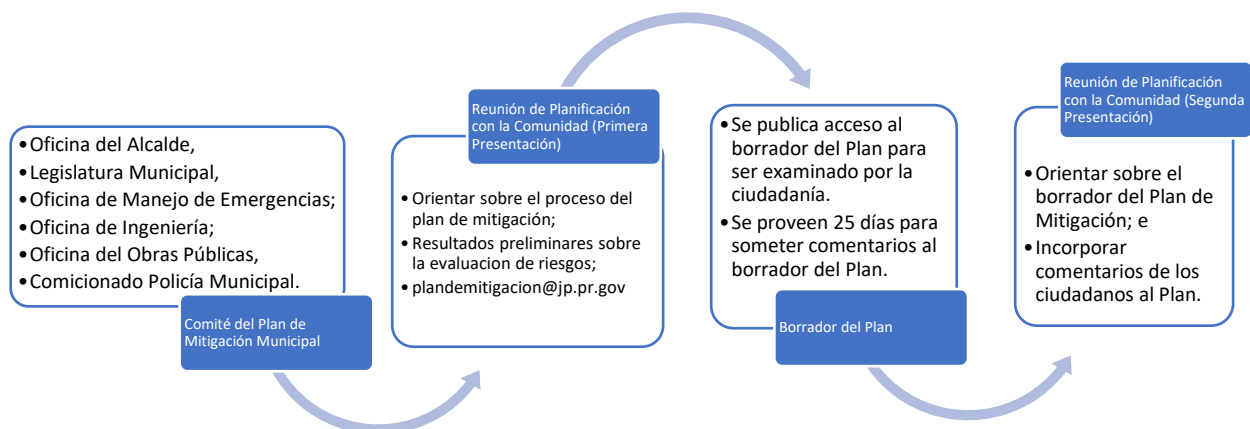 •Oficina del Alcalde,
•Legislatura Municipal,
•Oficina de Manejo de Emergencias;
•Oficina de Ingeniería;
•Oficina del Obras Públicas,
•Comicionado Policía Municipal.
Comité del Plan de
Mitigación Municipal
Reunión de Planificación
con la Comunidad (Primera
Presentación)
• Orientar sobre el proceso del
plan de mitigación;
• Resultados preliminares sobre
la evaluacion de riesgos;
• plandemitigacion@jp.pr.gov
• Se publica acceso al
borrador del Plan para
ser examinado por la
ciudadanía.
• Se proveen 25 días para
someter comentarios al
borrador del Plan.
Borrador del Plan
Reunión de Planificación
con la Comunidad (Segunda
Presentación)
• Orientar sobre el
borrador del Plan de
Mitigación; e
• Incorporar
comentarios de los
ciudadanos al Plan.